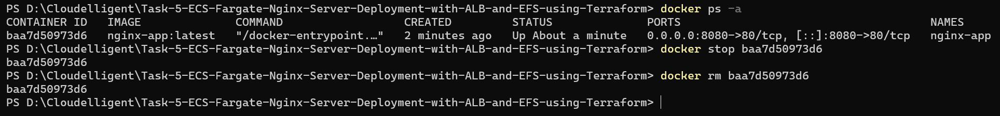 PS D:\Cloudelligent\Task-5-ECS-Fargate-Nginx-Server-Deployment-with-ALB-and-EFS-using-Terraform> docker ps -a
CONTAINER ID   IMAGE              COMMAND                  CREATED         STATUS              PORTS                                     NAMES
baa7d50973d6   nginx-app:latest   "/docker-entrypoint.…"   2 minutes ago   Up About a minute   0.0.0.0:8080->80/tcp, [::]:8080->80/tcp   nginx-app
PS D:\Cloudelligent\Task-5-ECS-Fargate-Nginx-Server-Deployment-with-ALB-and-EFS-using-Terraform> docker stop baa7d50973d6
baa7d50973d6
PS D:\Cloudelligent\Task-5-ECS-Fargate-Nginx-Server-Deployment-with-ALB-and-EFS-using-Terraform> docker rm baa7d50973d6
baa7d50973d6
PS D:\Cloudelligent\Task-5-ECS-Fargate-Nginx-Server-Deployment-with-ALB-and-EFS-using-Terraform>